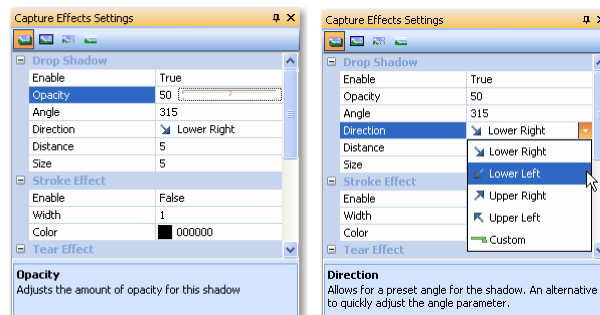 Capture Effects Settings
Drop Shadow
Enable True
Opacity 50
Angle 315
Direction Lower Right
Distance 5
Size 5
Stroke Effect
Enable False
Width 1
Color 000000
Tear Effect
Opacity
Adjusts the amount of opacity for this shadow
Capture Effects Settings
Drop Shadow
Enable True
Opacity 50
Angle 315
Direction Lower Right
Distance
Size
Stroke Effect
Enable
Width
Color
Tear Effect
Lower Right
Lower Left
Upper Right
Upper Left
Custom
Direction
Allows for a preset angle for the shadow. An alternative
to quickly adjust the angle parameter.